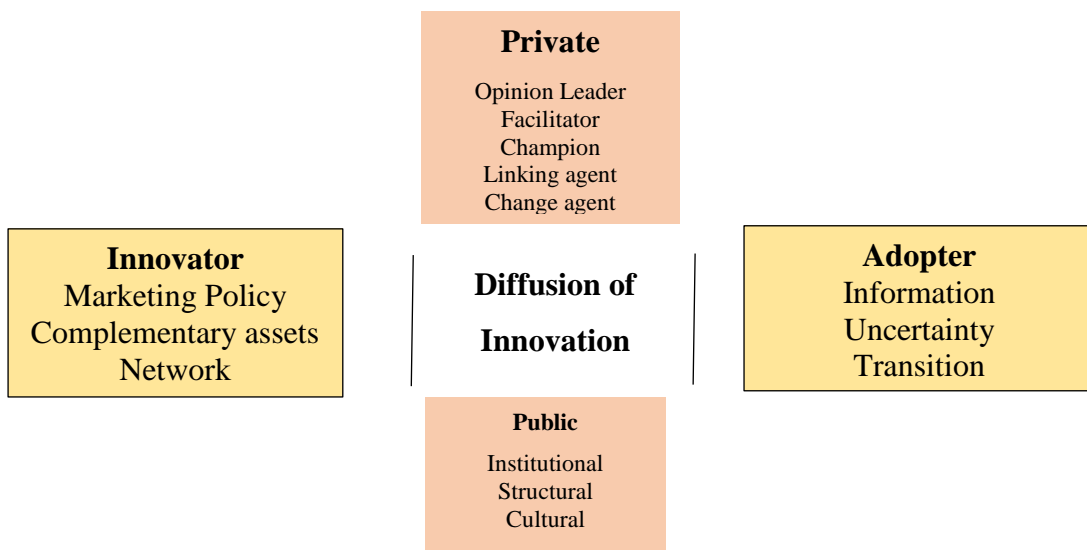 Private
Opinion Leader
Facilitator
Champion
Linking agent
Change agent
Innovator
Marketing Policy
Complementary assets
Network
Diffusion of
Innovation
Adopter
Information
Uncertainty
Transition
Public
Institutional
Structural
Cultural